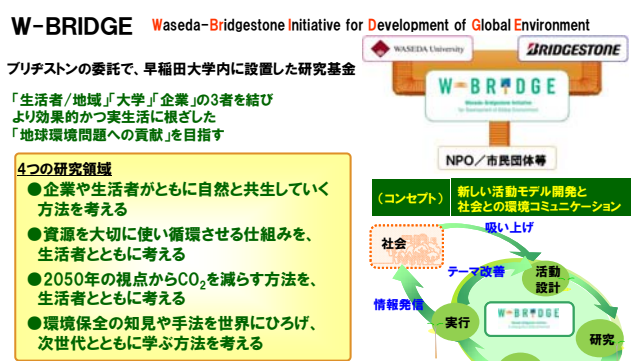 W-BRIDGE Waseda-Bridgestone Initiative for Development of Global Environment
ブリヂストンの委託で、早稲田大学内に設置した研究基金
「生活者/地域」「大学」「企業」の3者を結び
より効果的かつ実生活に根ざした
「地球環境問題への貢献」を目指す
4つの研究領域
●企業や生活者がともに自然と共生していく
方法を考える
●資源を大切に使い循環させる仕組みを、
生活者とともに考える
●2050年の視点からCO2を減らす方法を、
生活者とともに考える
●環境保全の知見や手法を世界にひろげ、
次世代とともに学ぶ方法を考える
WASEDA University
BRIDGESTONE
W-BRIDGE
Waseda-Bridgestone Initiative
for Development of Global Environment
NPO／市民団体等
(コンセプト)
新しい活動モデル開発と
社会との環境コミュニケーション
吸い上げ
社会
テーマ改善
活動
設計
情報発信
W-BRIDGE
実行
研究